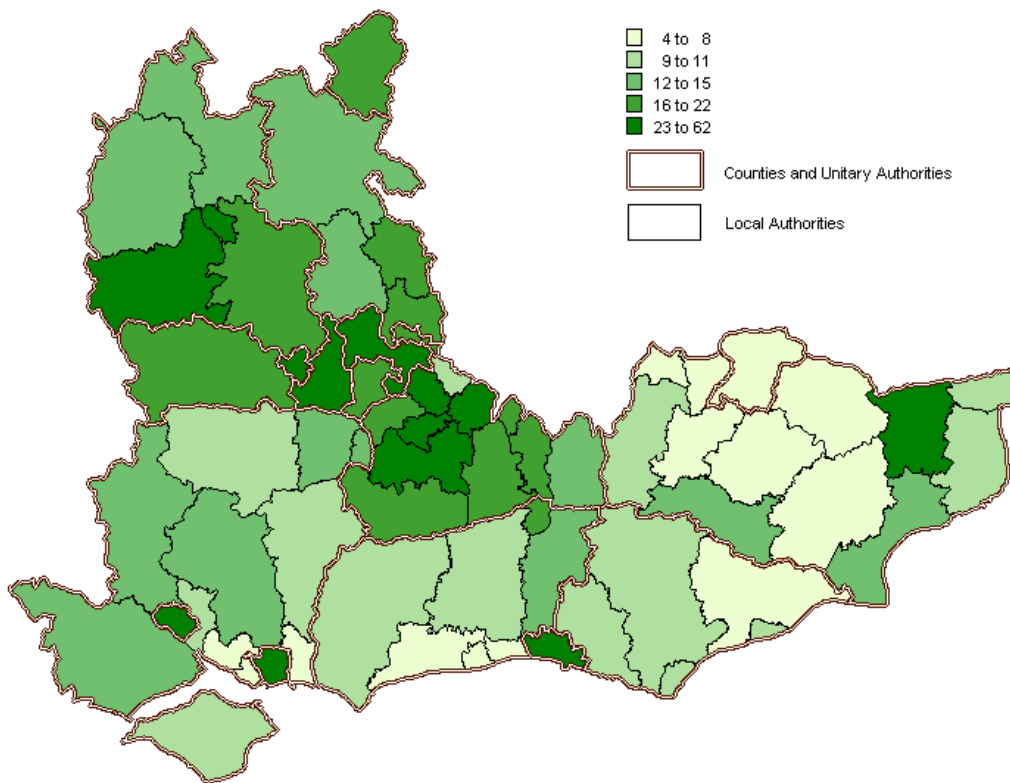 4 to 8
9 to 11
12 to 15
16 to 22
23 to 62
Counties and Unitary Authorities
Local Authorities